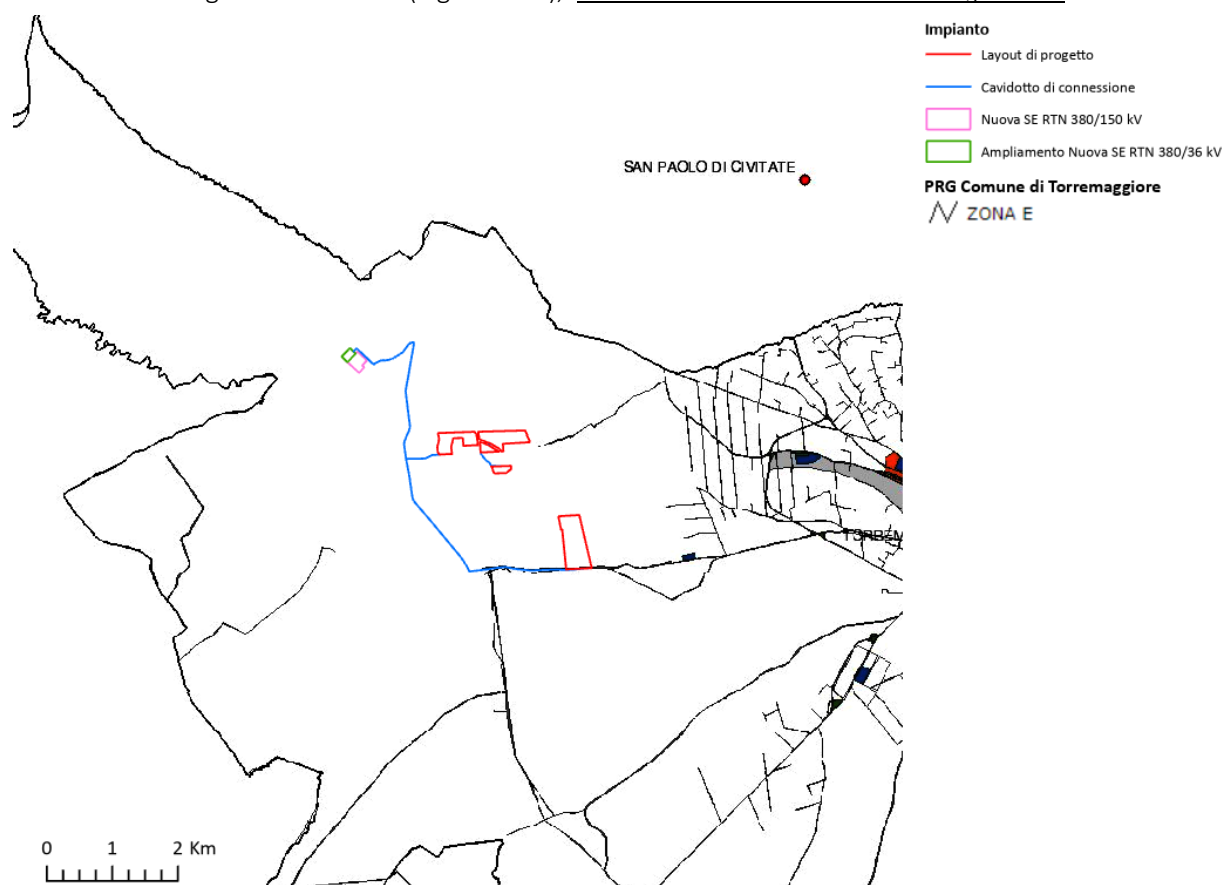 Impianto
Layout di progetto
Cavidotto di connessione
Nuova SE RTN 380/150 kV
Ampliamento Nuova SE RTN 380/36 kV
PRG Comune di Torremaggiore
ZONA E
SAN PAOLO DI CIVITATE
0 1 2 Km